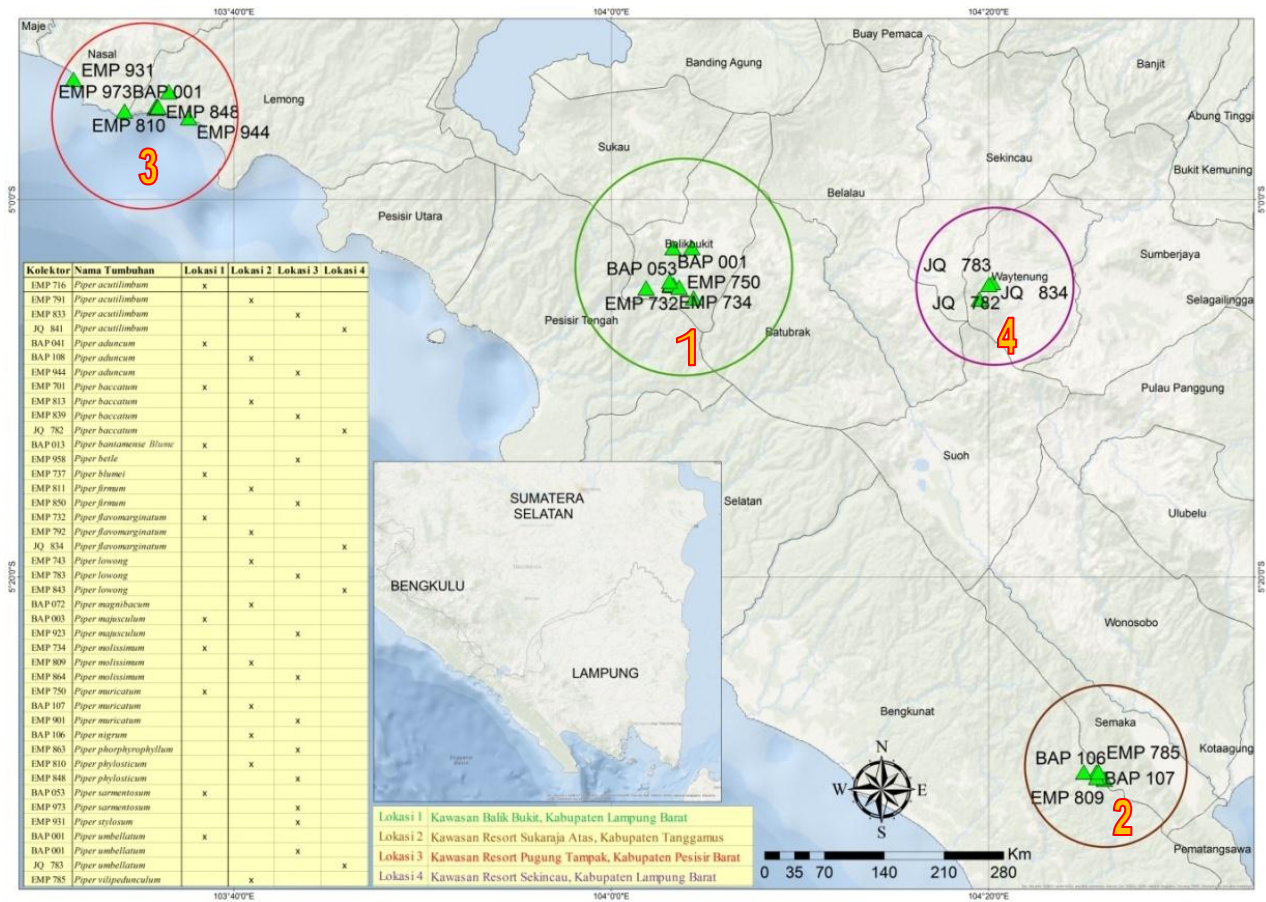 103°40'0"E
104°0'0"E
104°20'0"E
Maje
Buay Pemaca
Nasal
EMP 931
Banding Agung
Banjit
EMP 973
BAP 001
Lemong
EMP 848
EMP 810
EMP 944
Abung Tinggi
3
Sukau
Sekincau
Bukit Kemuning
5°0'0"S
5°0'0"S
Belalau
Pesisir Utara
Balikbukit
BAP 053
BAP 001
EMP 750
EMP 732
EMP 734
Sumberjaya
JQ 783
Waytenung
JQ 834
JQ 782
Selagailingga
Pesisir Tengah
1
Batubrak
4
Pulau Panggung
Kolektor Nama Tumbuhan Lokasi 1 Lokasi 2 Lokasi 3 Lokasi 4
EMP 716 Piper acutilimbum x
EMP 791 Piper acutilimbum x
EMP 833 Piper acutilimbum x
JQ 841 Piper acutilimbum x
BAP 041 Piper aduncum x
BAP 108 Piper aduncum x
EMP 944 Piper aduncum x
EMP 701 Piper baccatum x
EMP 813 Piper baccatum x
EMP 839 Piper baccatum x
JQ 782 Piper baccatum x
BAP 013 Piper bantamense Blume x
EMP 958 Piper betle x
EMP 737 Piper blumei x
EMP 811 Piper firmum x
EMP 850 Piper firmum x
EMP 732 Piper flavomarginatum x
EMP 792 Piper flavomarginatum x
JQ 834 Piper flavomarginatum x
EMP 743 Piper lowong x
EMP 783 Piper lowong x
EMP 843 Piper lowong x
BAP 072 Piper magnibacum x
BAP 003 Piper majusculum x
EMP 923 Piper majusculum x
EMP 734 Piper molissimum x
EMP 809 Piper molissimum x
EMP 864 Piper molissimum x
EMP 750 Piper muricatum x
BAP 107 Piper muricatum x
EMP 901 Piper muricatum x
BAP 106 Piper nigrum x
EMP 863 Piper phorphyrophyllum x
EMP 810 Piper phylosticum x
EMP 848 Piper phylosticum x
BAP 053 Piper sarmentosum x
EMP 973 Piper sarmentosum x
EMP 931 Piper stylosum x
BAP 001 Piper umbellatum x
BAP 001 Piper umbellatum x
JQ 783 Piper umbellatum x
EMP 785 Piper vilipedunculum x
Suoh
Selatan
Ulubelu
SUMATERA
SELATAN
BENGKULU
LAMPUNG
5°20'0"S
5°20'0"S
Wonosobo
Bengkunat
Semaka
Kotaagung
BAP 106
EMP 785
BAP 107
EMP 809
2
Pematangsawa
N
W E
S
Km
0 35 70 140 210 280
Lokasi 1 Kawasan Balik Bukit, Kabupaten Lampung Barat
Lokasi 2 Kawasan Resort Sukaraja Atas, Kabupaten Tanggamus
Lokasi 3 Kawasan Resort Pugung Tampak, Kabupaten Pesisir Barat
Lokasi 4 Kawasan Resort Sekincau, Kabupaten Lampung Barat
103°40'0"E
104°0'0"E
104°20'0"E